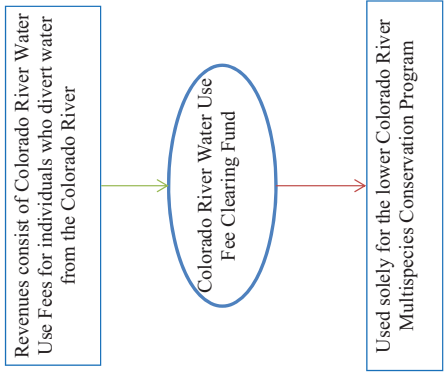 Revenues consist of Colorado River Water
Use Fees for individuals who divert water
from the Colorado River
Colorado River Water Use
Fee Clearing Fund
Used solely for the lower Colorado River
Multispecies Conservation Program